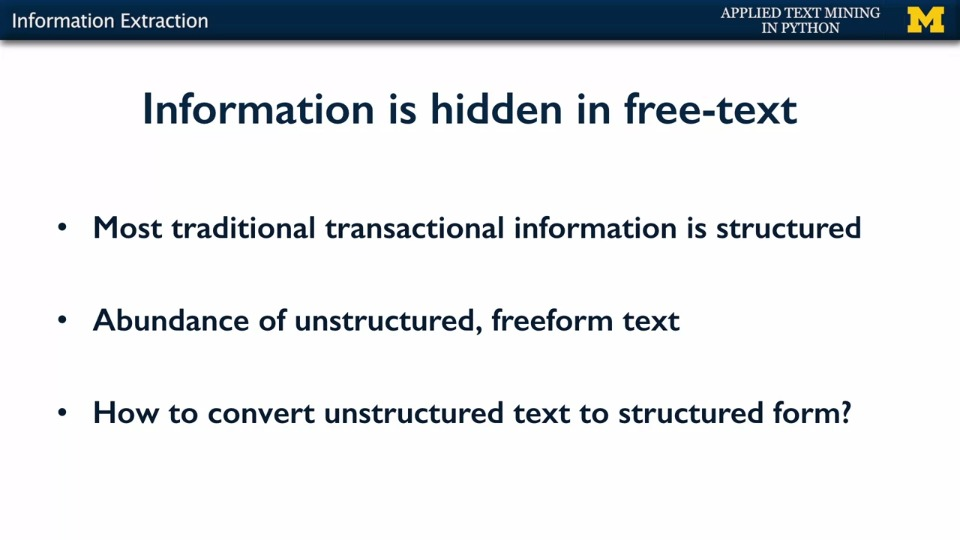 Information Extraction
APPLIED TEXT MINING
IN PYTHON
M
Information is hidden in free-text
• Most traditional transactional information is structured
• Abundance of unstructured, freeform text
• How to convert unstructured text to structured form?